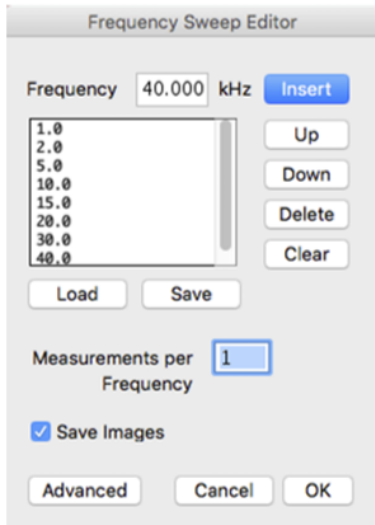 Frequency Sweep Editor
Frequency 40.000 kHz Insert
1.0
2.0
5.0
10.0
15.0
20.0
30.0
40.0
Up
Down
Delete
Clear
Load Save
Measurements per
Frequency
1
Save Images
Advanced Cancel OK